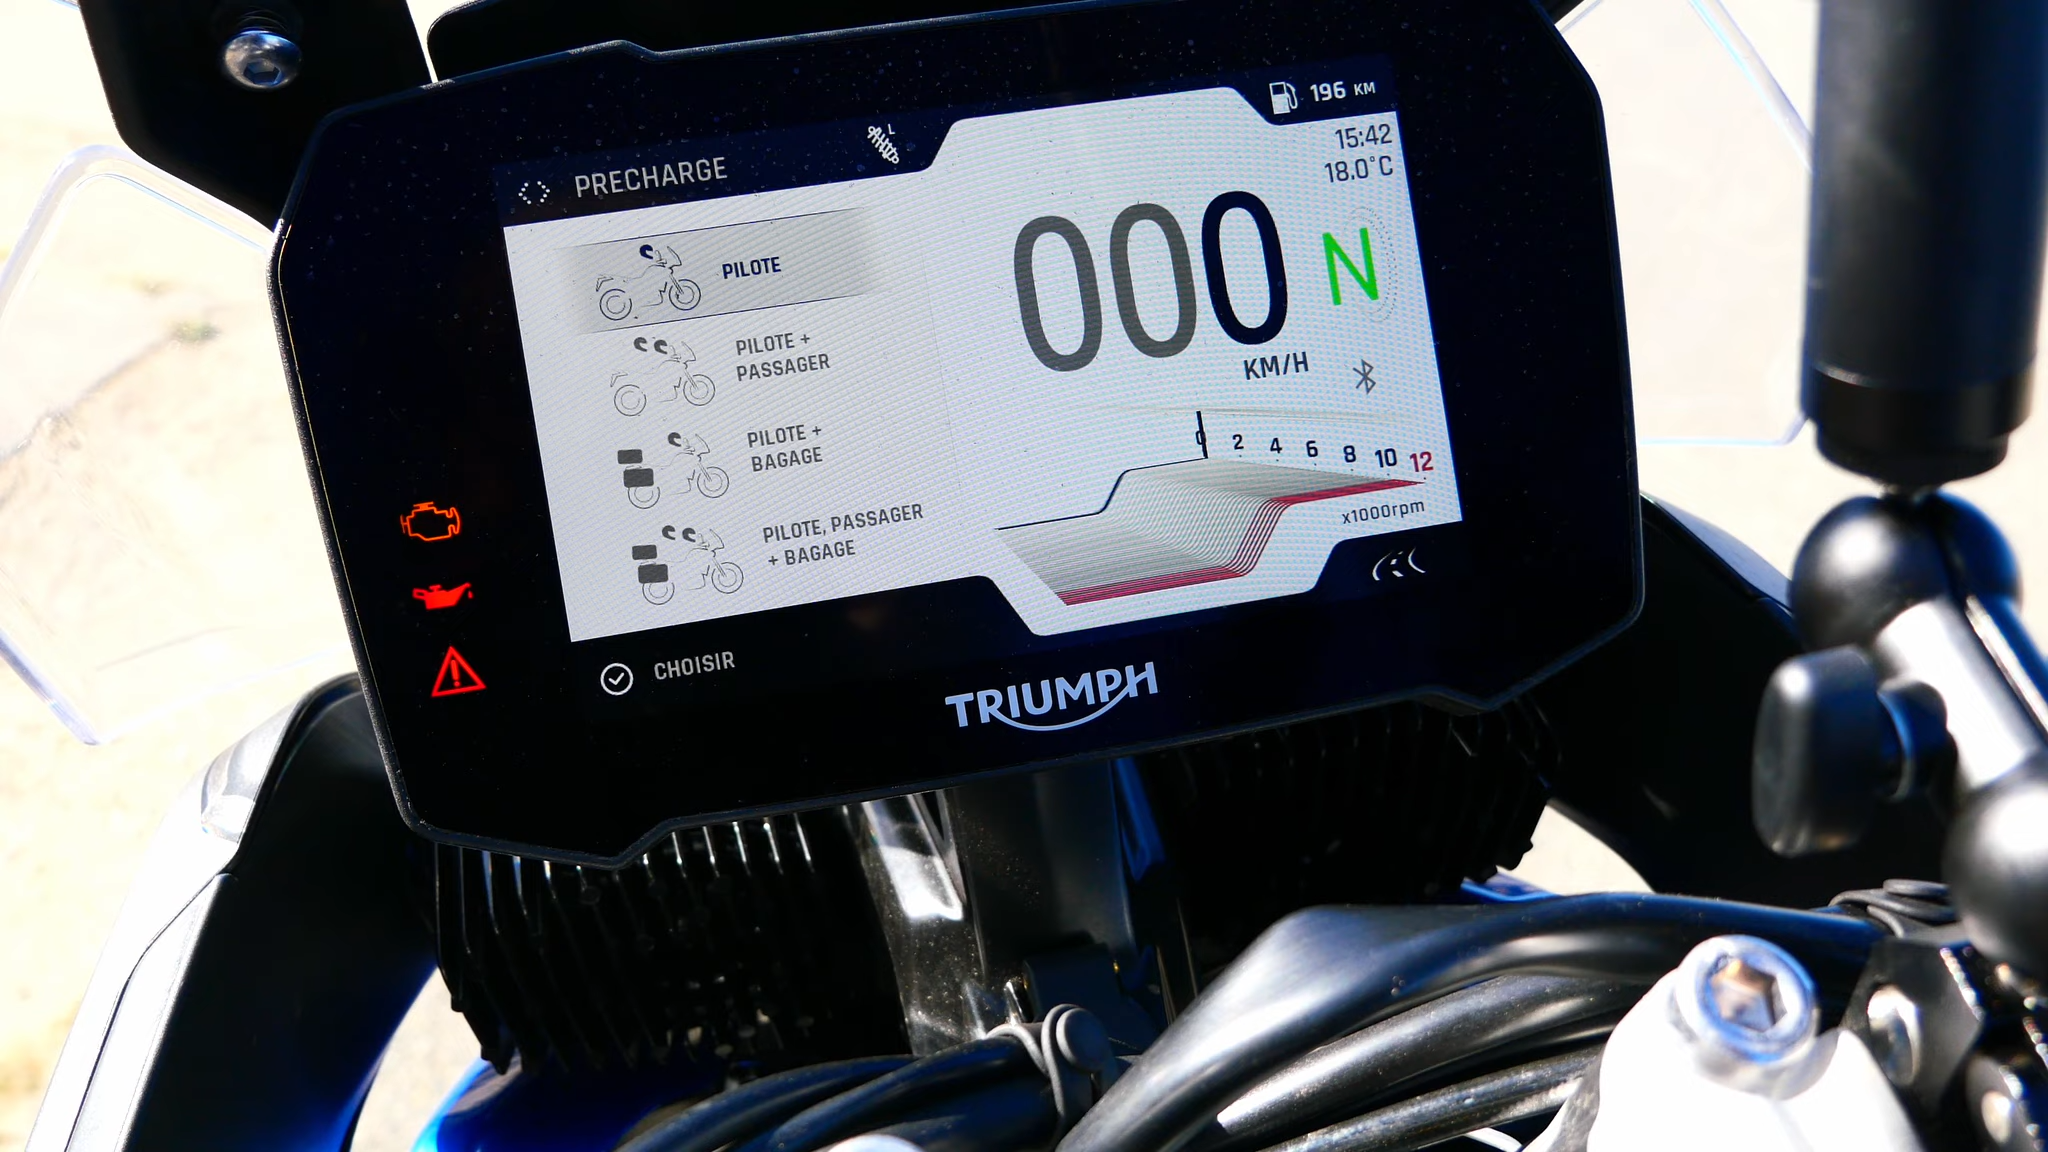 PRECHARGE
L
196 KM
15:42
18.0°C
PILOTE
PILOTE +
PASSAGER
PILOTE +
BAGAGE
PILOTE, PASSAGER
+ BAGAGE
CHOISIR
000
N
KM/H
0 2 4 6 8 10 12
x1000rpm
TRIUMPH